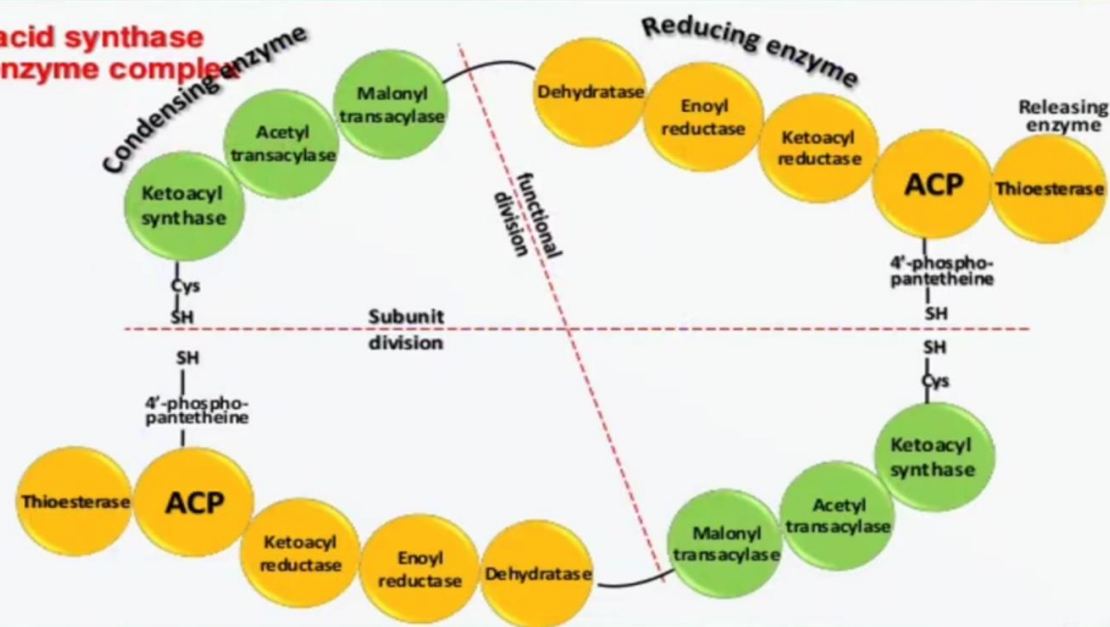 acid synthase
nzyme complex
Condensing enzyme
Reducing enzyme
Malonyl
transacylase
Acetyl
transacylase
Ketoacyl
synthase
Cys
SH
Dehydratase
Enoyl
reductase
Ketoacyl
reductase
ACP
Releasing
enzyme
Thioesterase
4'-phospho-
pantetheine
SH
functional
division
Subunit
division
SH
4'-phospho-
pantetheine
Thioesterase
ACP
Ketoacyl
reductase
Enoyl
reductase
Dehydratase
SH
Cys
Ketoacyl
synthase
Acetyl
transacylase
Malonyl
transacylase